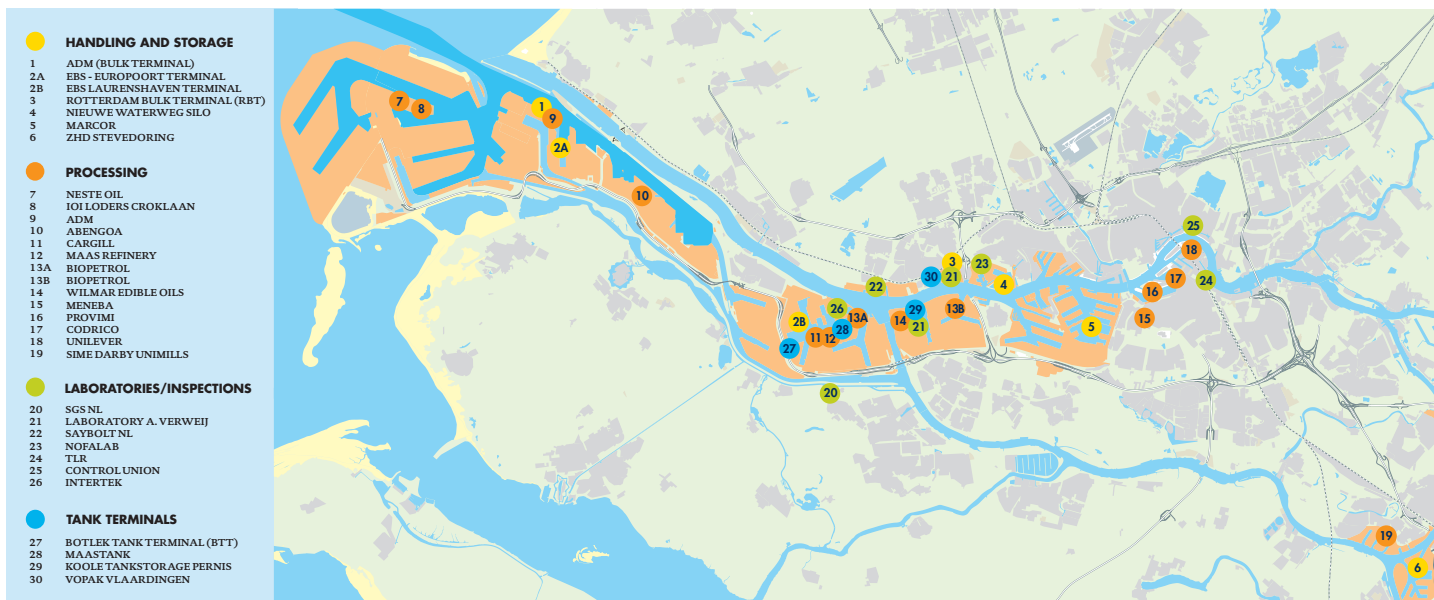 HANDLING AND STORAGE
1 ADM (BULK TERMINAL)
2A EBS - EUROPOORT TERMINAL
2B EBS LAURENSHAVEN TERMINAL
3 ROTTERDAM BULK TERMINAL (RBT)
4 NIEUWE WATERWEG SILO
5 MARCOR
6 ZHD STEVEDORING
PROCESSING
7 NESTE OIL
8 IOI LODERS CROKLAAN
9 ADM
10 ABENGOA
11 CARGILL
12 MAAS REFINERY
13A BIOPETROL
13B BIOPETROL
14 WILMAR EDIBLE OILS
15 MENEBA
16 PROVIMI
17 CODRICO
18 UNILEVER
19 SIME DARBY UNIMILLS
LABORATORIES/INSPECTIONS
20 SGS NL
21 LABORATORY A. VERWEIJ
22 SAYBOLT NL
23 NOFALAB
24 TLR
25 CONTROL UNION
26 INTERTEK
TANK TERMINALS
27 BOTLEK TANK TERMINAL (BTT)
28 MAASTANK
29 KOOLE TANKSTORAGE PERNIS
30 VOPAK VLAARDINGEN
7
8
1
9
2A
10
25
18
3
23
30
21
17
24
4
22
16
26
29
13B
13A
15
2B
14
21
5
28
11
12
27
20
19
6